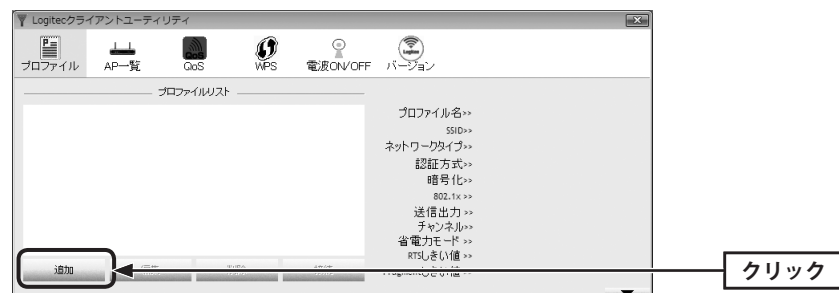 Logitecクライアントユーティリティ
プロファイル AP一覧 QoS WPS 電波ON/OFF バージョン
プロファイルリスト
プロファイル名>>
SSID>>
ネットワークタイプ>>
認証方式>>
暗号化>>
802.1x >>
送信出力 >>
チャンネル>>
省電力モード >>
RTSしきい値 >>
追加
クリック